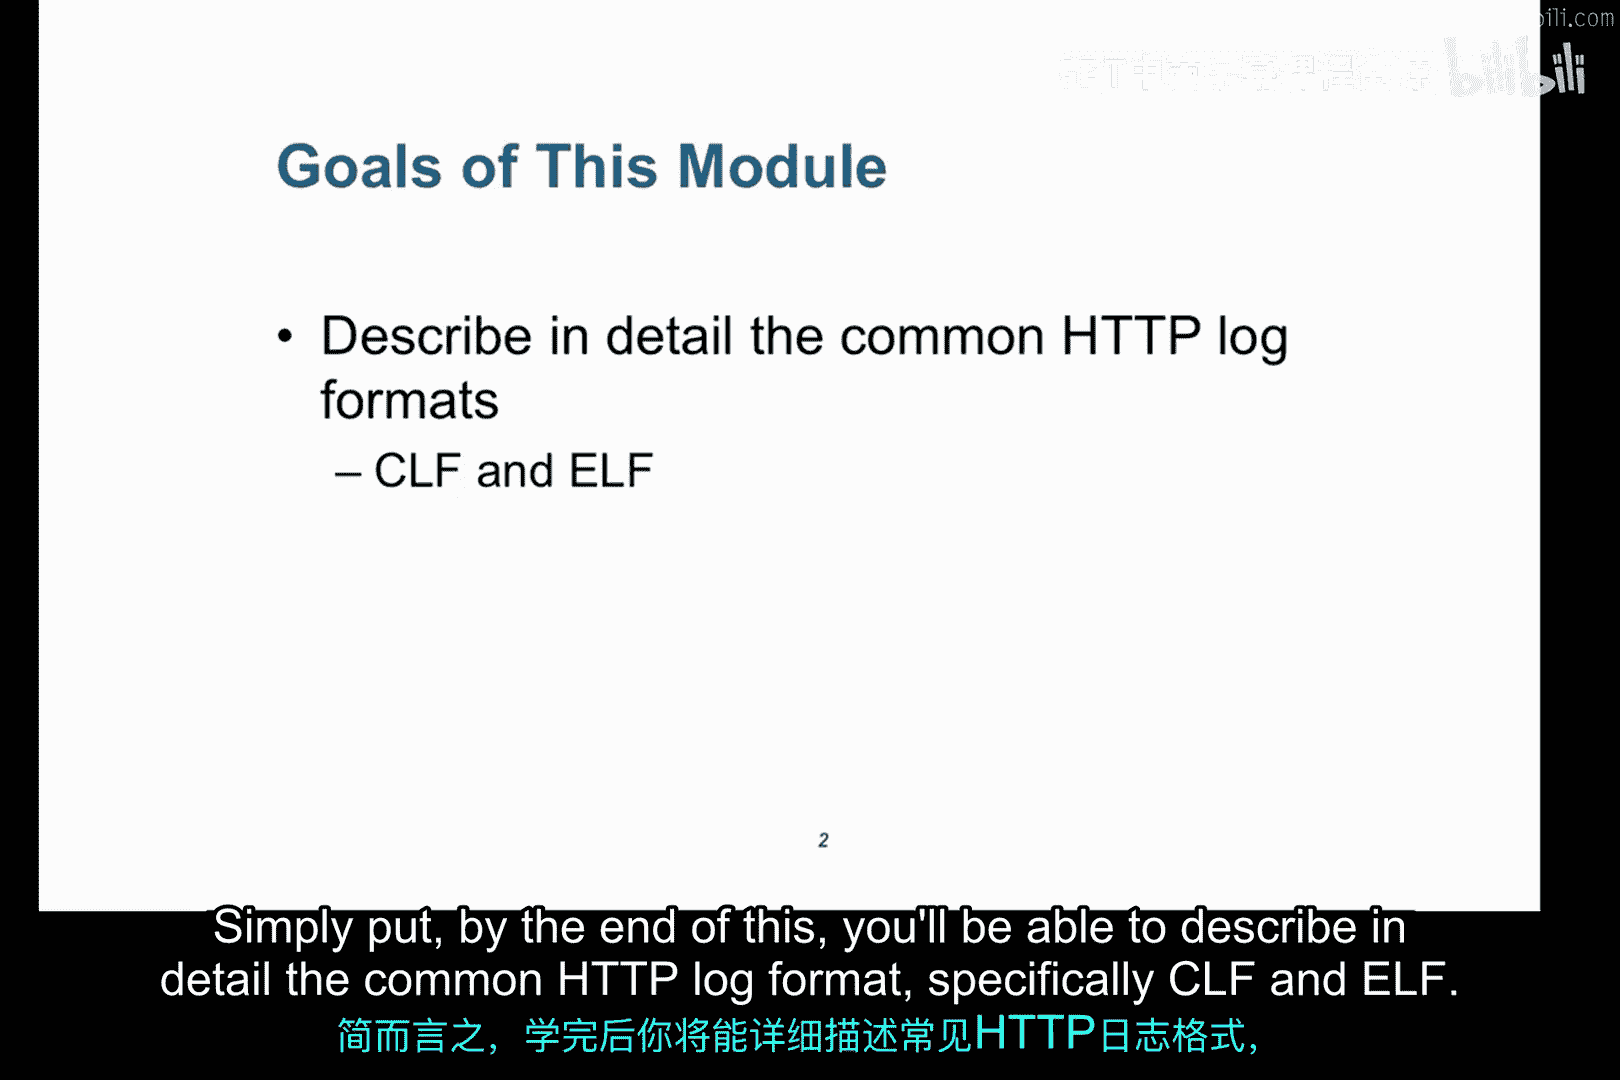 ili.com
bilibili
Goals of This Module
• Describe in detail the common HTTP log
formats
– CLF and ELF
2
Simply put, by the end of this, you'll be able to describe in
detail the common HTTP log format, specifically CLF and ELF.
简而言之，学完后你将能详细描述常见HTTP日志格式，